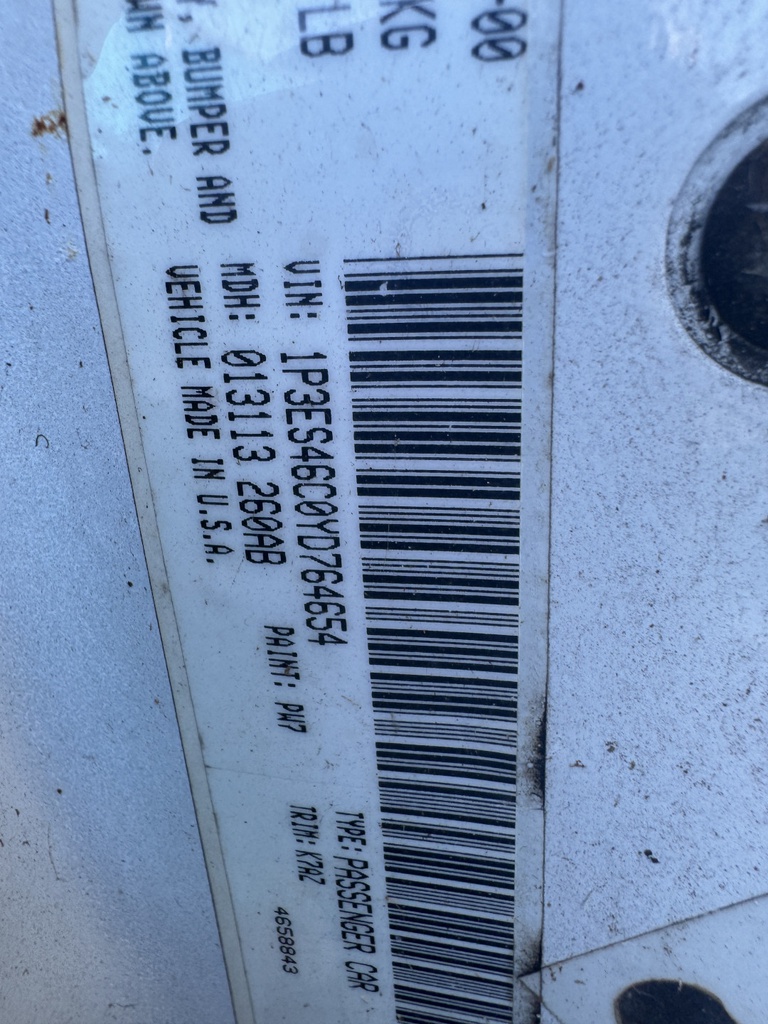 -00
KG
LB
, BUMPER AND
WN ABOVE.
VIN: 1P3ES46C0YD764654
MDH: 013113 260AB
VEHICLE MADE IN U.S.A.
PAINT: PW7
TYPE: PASSENGER CAR
TRIM: K7AZ
4658843